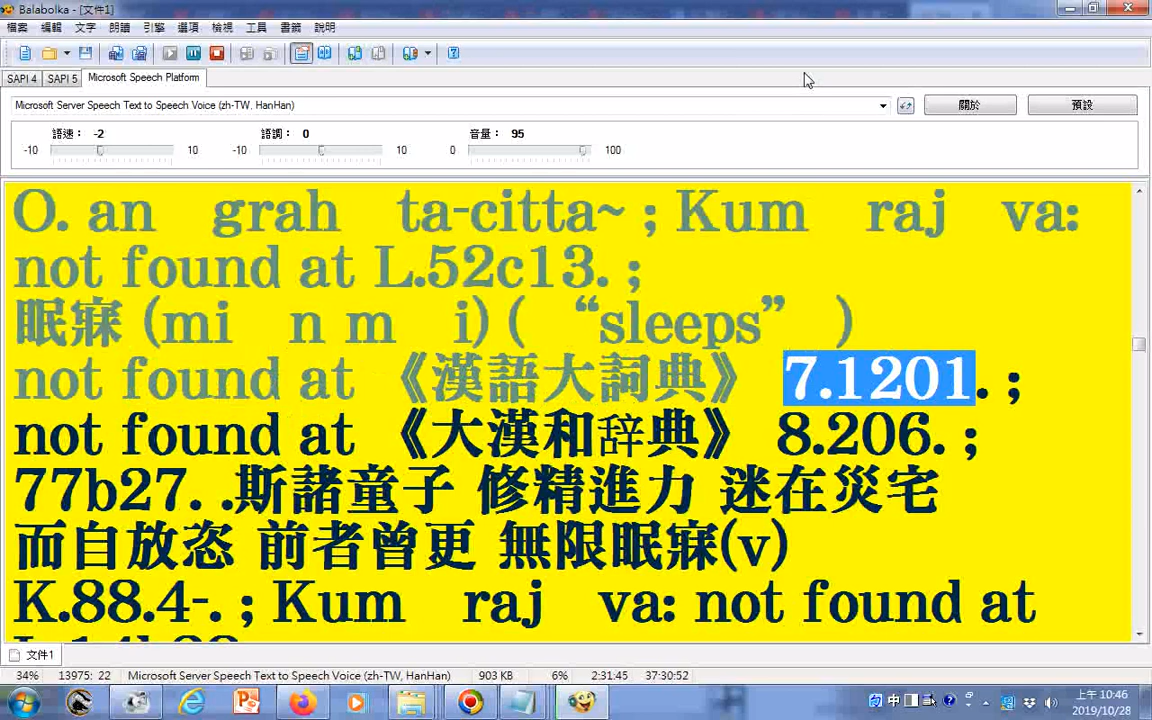 Balabolka - [文件1]
檔案 編輯 文字 朗讀 引擎 選項 檢視 工具 書籤 說明
SAPI 4 SAPI 5 Microsoft Speech Platform
Microsoft Server Speech Text to Speech Voice (zh-TW, HanHan) 關於 預設
語速： -2 語調： 0 音量： 95
-10 10 -10 10 0 100
O. an grah ta-citta~ ; Kum raj va:
not found at L.52c13. ;
眠寐 (mi n m i) ( “sleeps” )
not found at 《漢語大詞典》 7.1201. ;
not found at 《大漢和辞典》 8.206. ;
77b27. .斯諸童子 修精進力 迷在災宅
而自放恣 前者曾更 無限眠寐(v)
K.88.4-. ; Kum raj va: not found at
文件1
34% 13975: 22 Microsoft Server Speech Text to Speech Voice (zh-TW, HanHan) 903 KB 6% 2:31:45 37:30:52
中 上午 10:46
2019/10/28